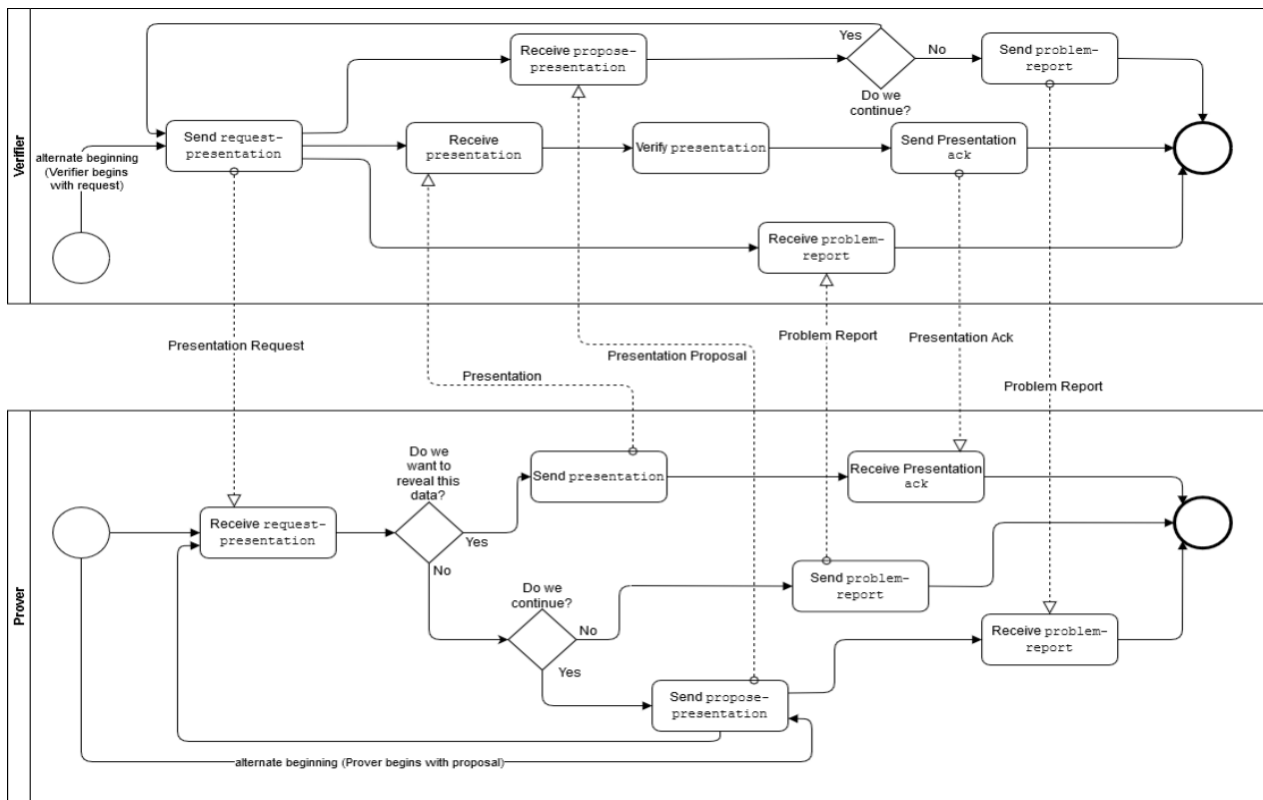 Verifier
Yes
Receive propose-
presentation
No
Send problem-
report
Do we
continue?
alternate beginning
(Verifier begins
with request)
Send request-
presentation
Receive
presentation
Verify presentation
Send Presentation
ack
Receive problem-
report
Presentation Request
Presentation
Presentation Proposal
Problem Report
Presentation Ack
Problem Report
Prover
Receive request-
presentation
Do we
want to
reveal this
data?
Yes
No
Send presentation
Receive Presentation
ack
Do we
continue?
No
Yes
Send problem-
report
Receive problem-
report
Send propose-
presentation
alternate beginning (Prover begins with proposal)